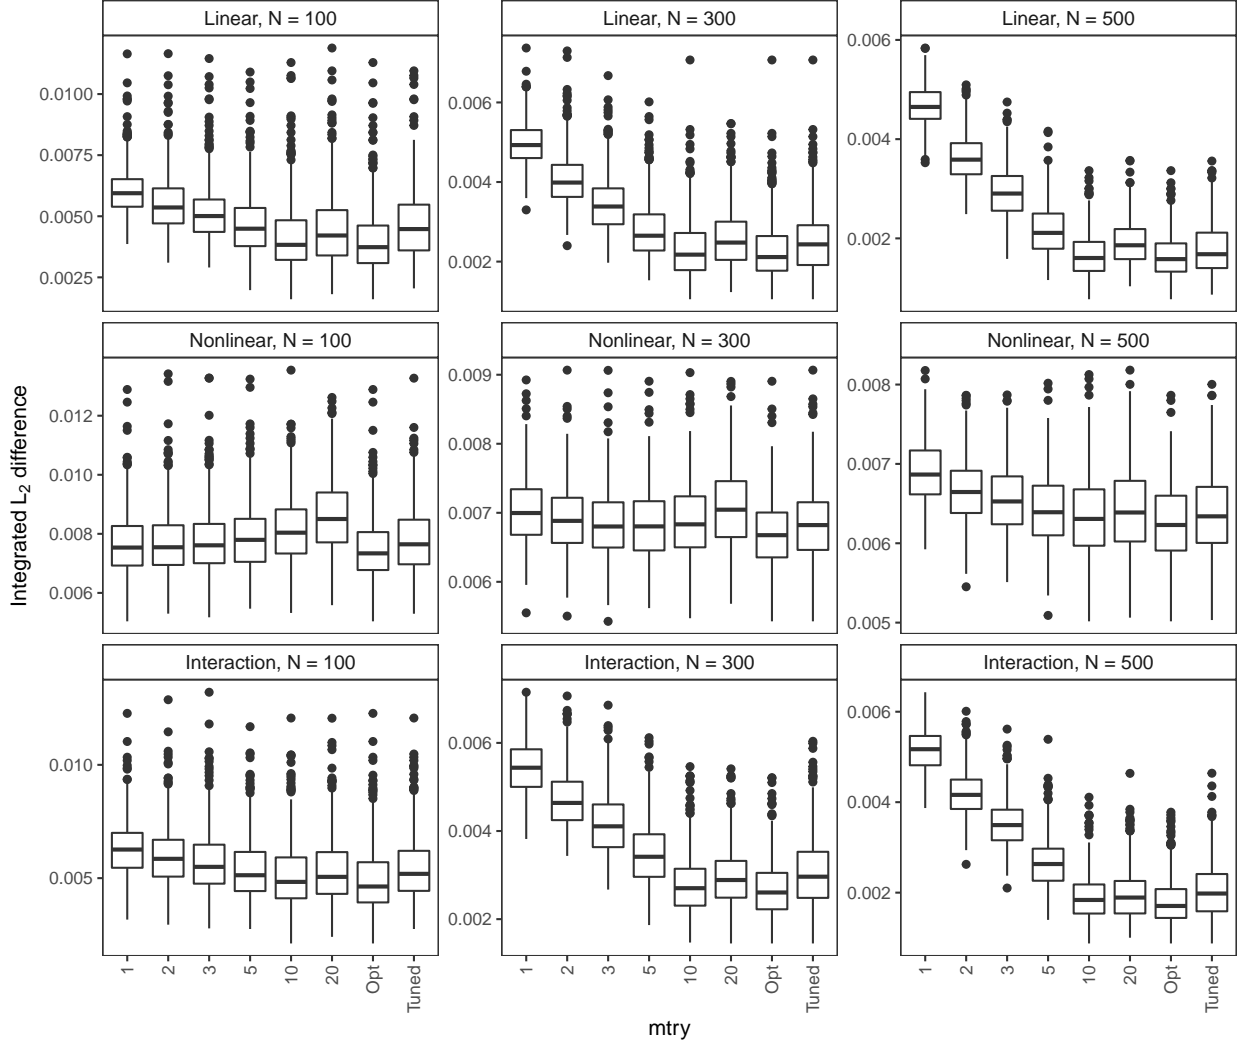 Linear, N = 100
Linear, N = 300
Linear, N = 500
0.0100
0.0075
0.0050
0.0025
0.006
0.004
0.002
0.006
0.004
0.002
Nonlinear, N = 100
Nonlinear, N = 300
Nonlinear, N = 500
Integrated L2 difference
0.012
0.010
0.008
0.006
0.009
0.008
0.007
0.006
0.008
0.007
0.006
0.005
Interaction, N = 100
Interaction, N = 300
Interaction, N = 500
0.010
0.005
0.006
0.004
0.002
0.006
0.004
0.002
1 2 3 5 10 20 Opt Tuned
1 2 3 5 10 20 Opt Tuned
1 2 3 5 10 20 Opt Tuned
mtry